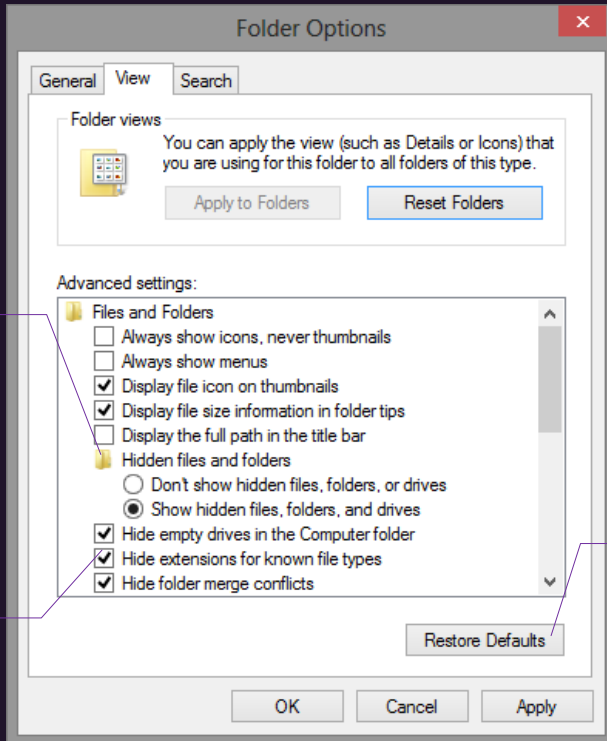 Folder Options
General View Search
Folder views
You can apply the view (such as Details or Icons) that
you are using for this folder to all folders of this type.
Apply to Folders Reset Folders
Advanced settings:
Files and Folders
Always show icons, never thumbnails
Always show menus
Display file icon on thumbnails
Display file size information in folder tips
Display the full path in the title bar
Hidden files and folders
Don't show hidden files, folders, or drives
Show hidden files, folders, and drives
Hide empty drives in the Computer folder
Hide extensions for known file types
Hide folder merge conflicts
Restore Defaults
OK Cancel Apply